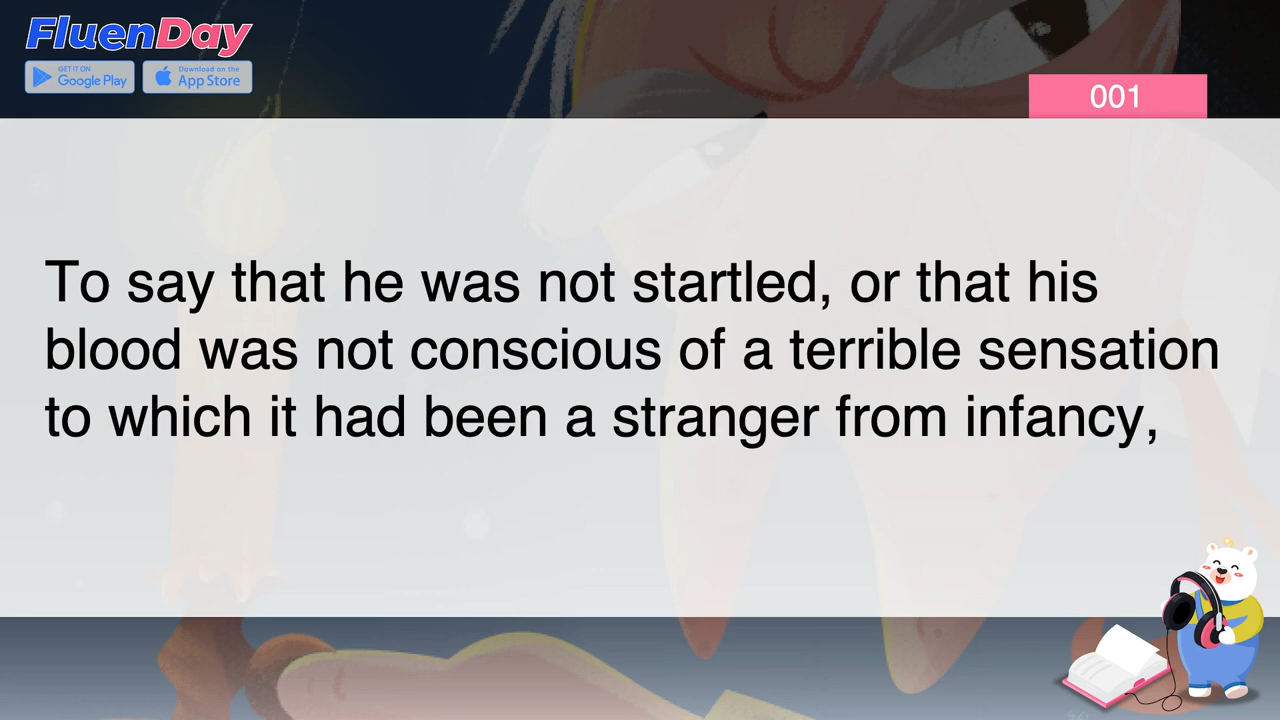 FluenDay
GET IT ON
Google Play
Download on the
App Store
001
To say that he was not startled, or that his
blood was not conscious of a terrible sensation
to which it had been a stranger from infancy,